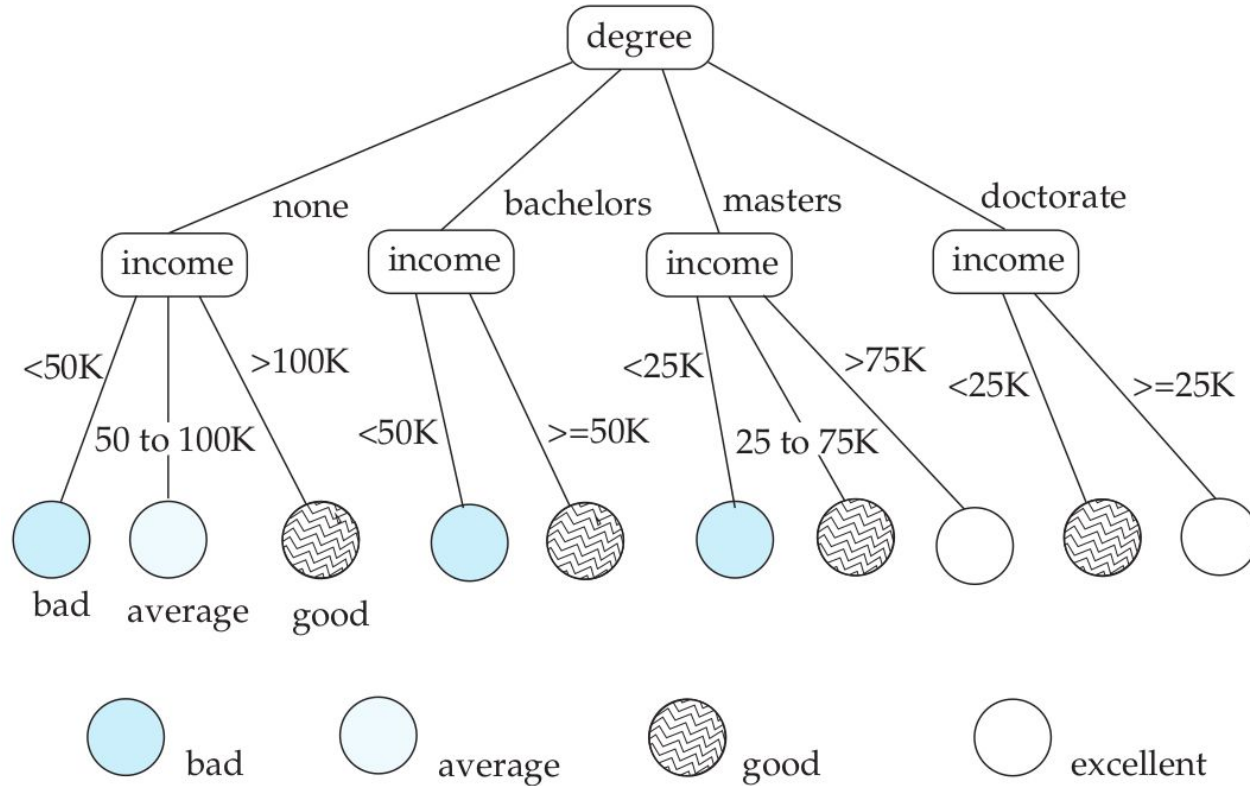 degree
none
bachelors
masters
doctorate
income
income
income
income
<50K
50 to 100K
>100K
<50K
>=50K
<25K
25 to 75K
>75K
<25K
>=25K
bad
average
good
bad
average
good
excellent